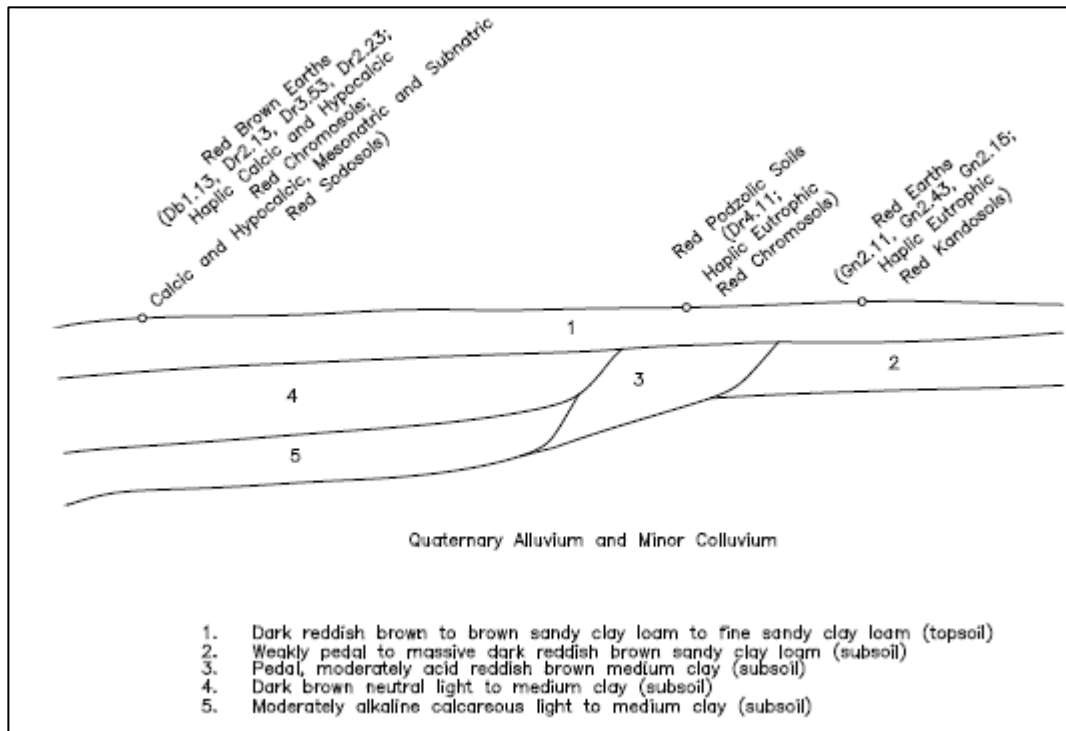 Red Brown Earths
(Db1.13, Dr2.13, Dr3.53, Dr2.23;
Haplic Calcic and Hypocalcic
Red Chromosols;
Calcic and Hypocalcic, Mesonatric and Subnatric
Red Sodosols)
Red Podzolic Soils
(Dr4.11;
Haplic Eutrophic
Red Chromosols)
Red Earths
(Gn2.11, Gn2.43, Gn2.15;
Haplic Eutrophic
Red Kandosols)
1
2
3
4
5
Quaternary Alluvium and Minor Colluvium
1. Dark reddish brown to brown sandy clay loam to fine sandy clay loam (topsoil)
2. Weakly pedal to massive dark reddish brown sandy clay loam (subsoil)
3. Pedal, moderately acid reddish brown medium clay (subsoil)
4. Dark brown neutral light to medium clay (subsoil)
5. Moderately alkaline calcareous light to medium clay (subsoil)